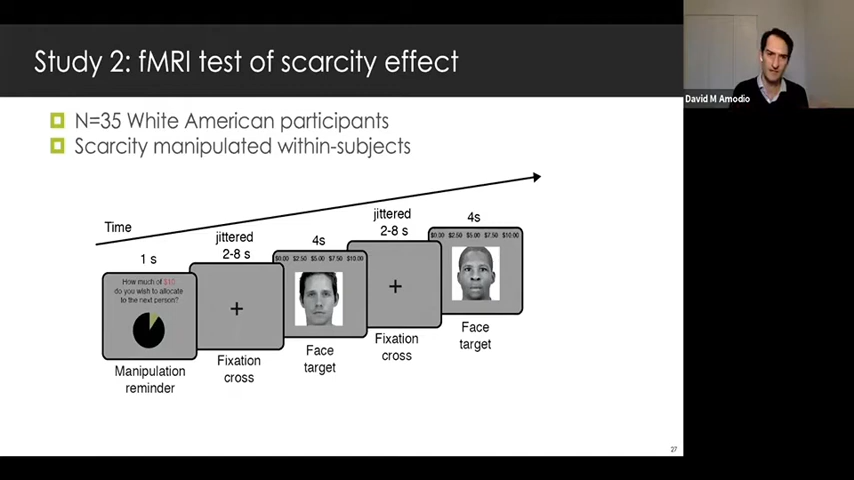 Study 2: fMRI test of scarcity effect
David M Amodio
N=35 White American participants
Scarcity manipulated within-subjects
Time
1 s
How much of $10
do you wish to allocate
to the next person?
Manipulation
reminder
jittered
2-8 s
+
Fixation
cross
4s
$0.00 $2.50 $5.00 $7.50 $10.00
Face
target
jittered
2-8 s
+
Fixation
cross
4s
$0.00 $2.50 $5.00 $7.50 $10.00
Face
target
27